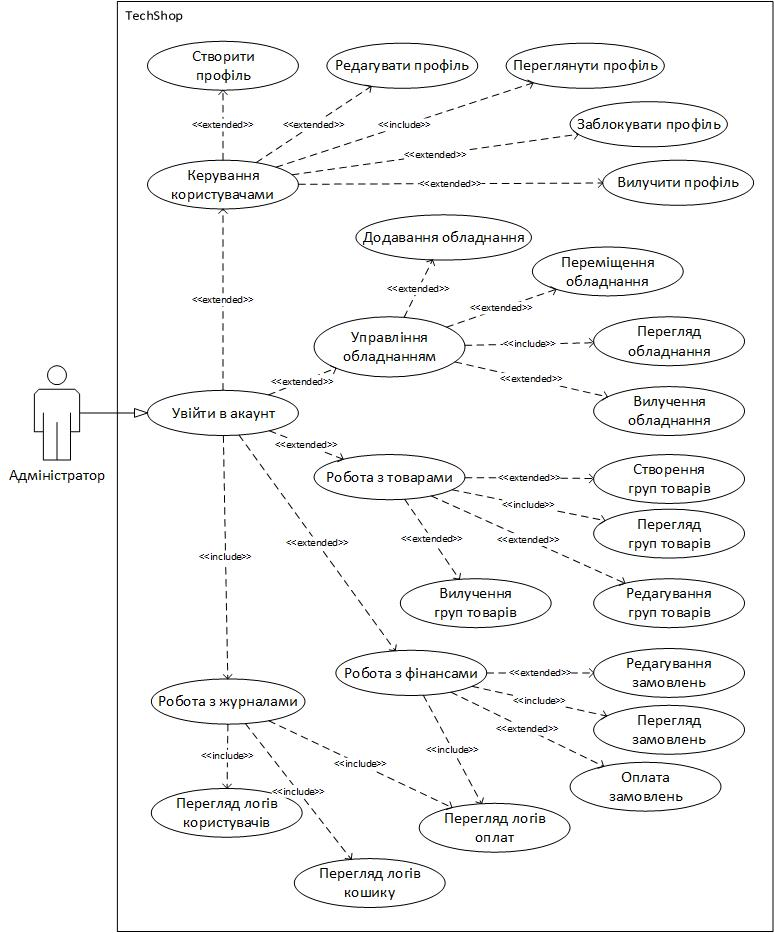 TechShop
Створити
профіль
Редагувати профіль
Переглянути профіль
<<extended>>
<<extended>>
<<include>>
Заблокувати профіль
<<extended>>
Керування
користувачами
<<extended>>
Вилучити профіль
Додавання обладнання
<<extended>>
Переміщення
обладнання
<<extended>>
<<extended>>
Управління
обладнанням
<<include>>
Перегляд
обладнання
<<extended>>
<<extended>>
Вилучення
обладнання
Адміністратор
Увійти в акаунт
<<extended>>
Робота з товарами
<<extended>>
Створення
груп товарів
<<include>>
Перегляд
груп товарів
<<include>>
<<extended>>
<<extended>>
<<extended>>
Вилучення
груп товарів
Редагування
груп товарів
Робота з фінансами
<<extended>>
Редагування
замовлень
Робота з журналами
<<include>>
Перегляд
замовлень
<<extended>>
<<include>>
<<include>>
<<include>>
Оплата
замовлень
<<include>>
Перегляд логів
користувачів
Перегляд логів
оплат
Перегляд логів
кошику